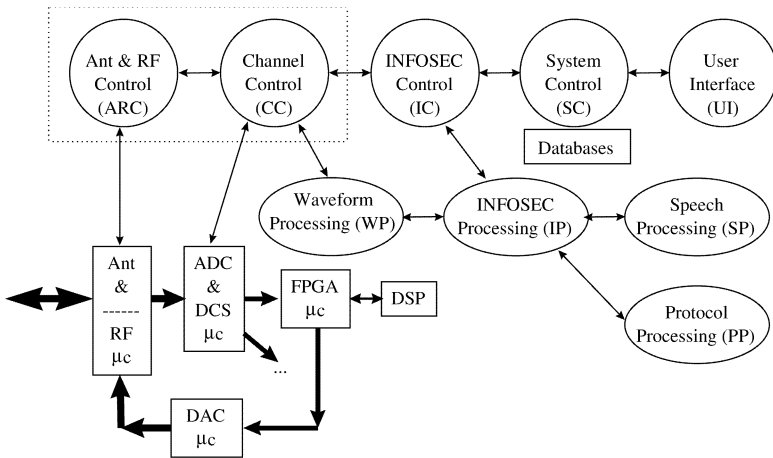 Ant & RF
Control
(ARC)
Channel
Control
(CC)
INFOSEC
Control
(IC)
System
Control
(SC)
User
Interface
(UI)
Databases
Waveform
Processing (WP)
INFOSEC
Processing (IP)
Speech
Processing (SP)
Protocol
Processing (PP)
Ant
&
------
RF
μc
ADC
&
DCS
μc
FPGA
μc
DSP
...
DAC
μc